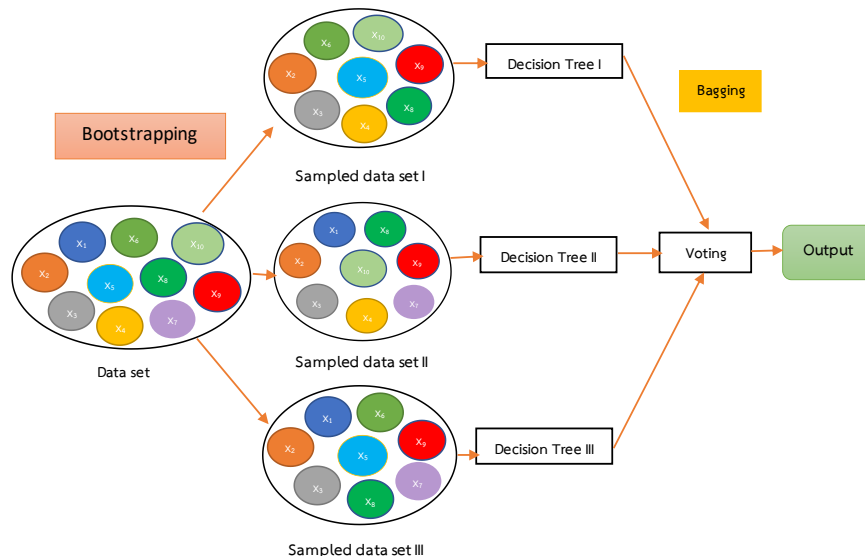 X₆
X₁₀
X₂
X₅
X₉
X₃
X₄
X₈
Decision Tree I
Bagging
Bootstrapping
Sampled data set I
X₁
X₆
X₁₀
X₂
X₅
X₈
X₉
X₃
X₄
X₇
Data set
X₁
X₈
X₂
X₁₀
X₉
X₃
X₄
X₇
Decision Tree II
Voting
Output
Sampled data set II
X₁
X₆
X₂
X₅
X₉
X₃
X₈
X₇
Decision Tree III
Sampled data set III